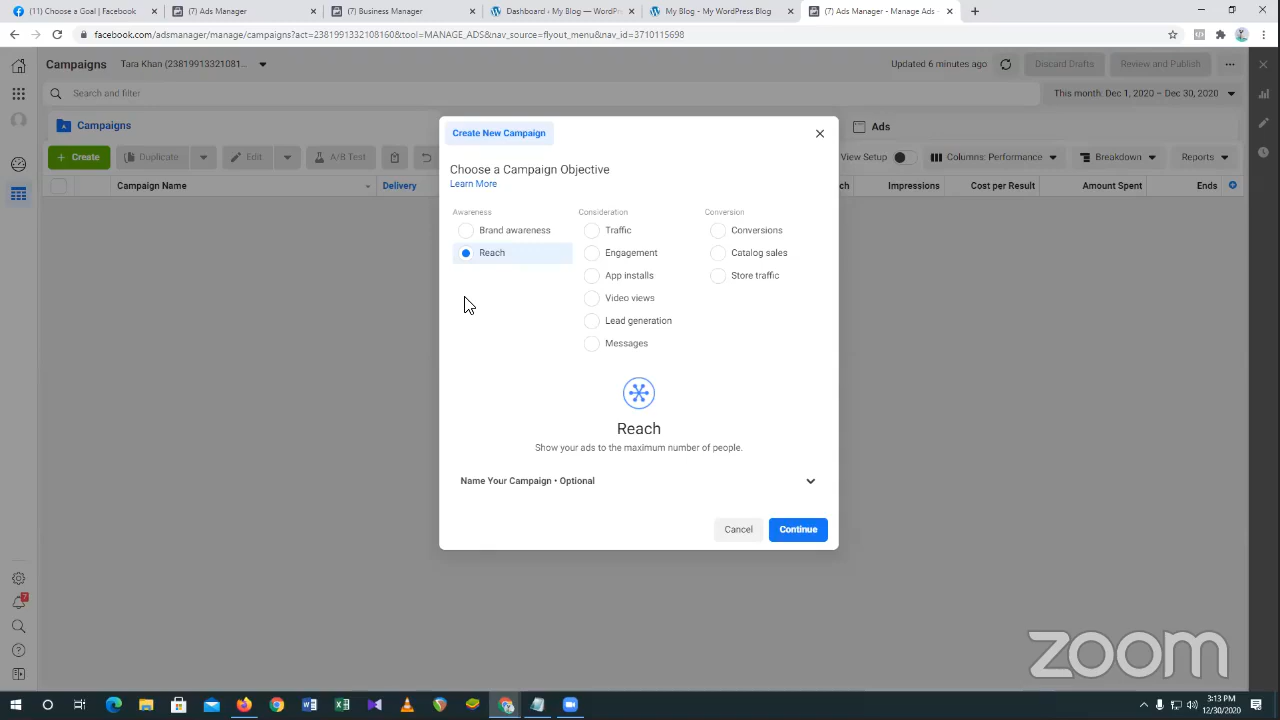 (11) Choose a Goal | Facebook
(7) Ads Manager
(7) Business Manager
Dashboard ‹ My Blog — WordPr
My Blog - My WordPress Blog
(7) Ads Manager - Manage Ads
facebook.com/adsmanager/manage/campaigns?act=238199133210816​0&tool=MANAGE_ADS&nav_source=flyout_menu&nav_id=3710115698
Campaigns
Tara Khan (23819913321081...
Updated 6 minutes ago
Discard Drafts
Review and Publish
Search and filter
This month: Dec 1, 2020 – Dec 30, 2020
Campaigns
Ads
+ Create
Duplicate
Edit
A/B Test
View Setup
Columns: Performance
Breakdown
Reports
Campaign Name
Delivery
ch
Impressions
Cost per Result
Amount Spent
Ends
Create New Campaign
Choose a Campaign Objective
Learn More
Awareness
Brand awareness
Reach
Consideration
Traffic
Engagement
App installs
Video views
Lead generation
Messages
Conversion
Conversions
Catalog sales
Store traffic
Reach
Show your ads to the maximum number of people.
Name Your Campaign • Optional
Cancel
Continue
7
zoom
3:13 PM
12/30/2020